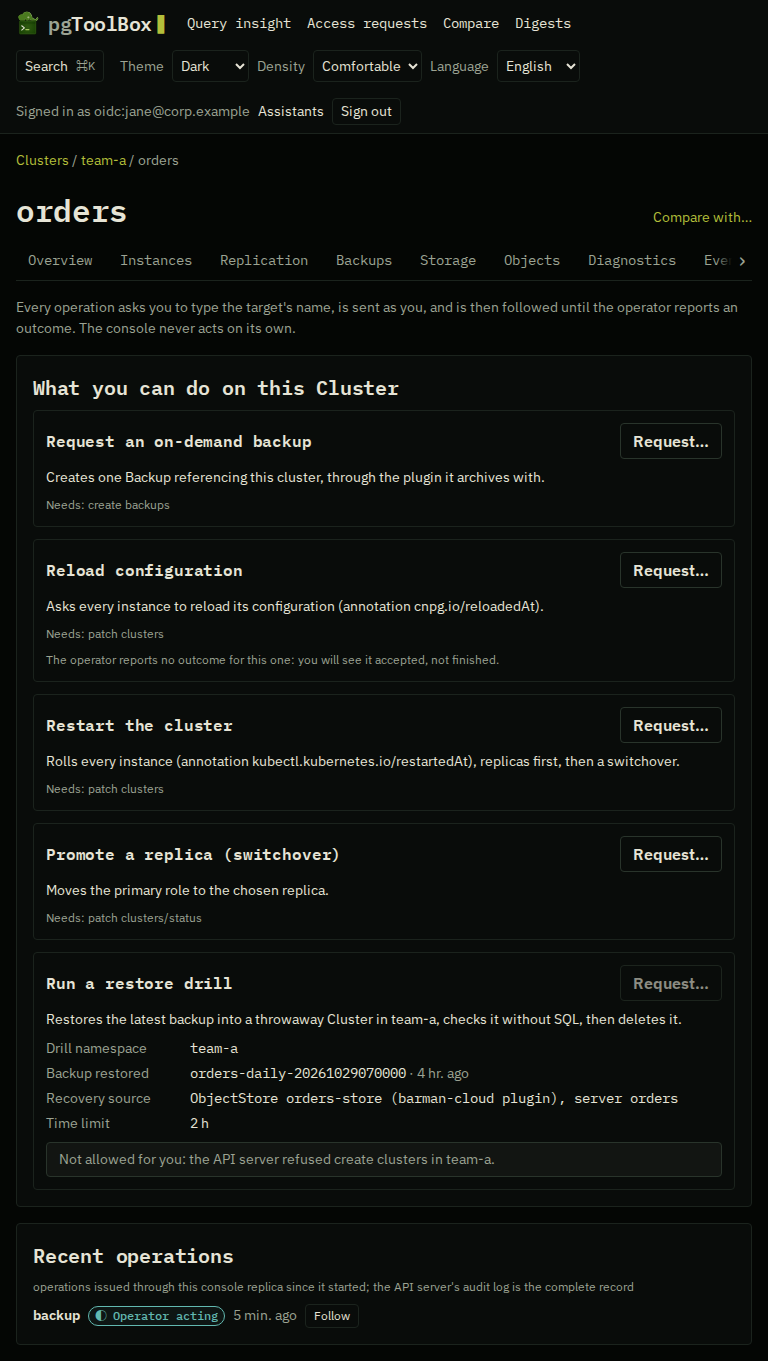 pgToolBox Query insight Access requests Compare Digests
Search ⌘K Theme Dark Density Comfortable Language English
Signed in as oidc:jane@corp.example Assistants Sign out
Clusters / team-a / orders
orders
Compare with...
Overview Instances Replication Backups Storage Objects Diagnostics
Every operation asks you to type the target's name, is sent as you, and is then followed until the operator reports an
outcome. The console never acts on its own.
What you can do on this Cluster
Request an on-demand backup Request...
Creates one Backup referencing this cluster, through the plugin it archives with.
Needs: create backups
Reload configuration Request...
Asks every instance to reload its configuration (annotation cnpg.io/reloadedAt).
Needs: patch clusters
The operator reports no outcome for this one: you will see it accepted, not finished.
Restart the cluster Request...
Rolls every instance (annotation kubectl.kubernetes.io/restartedAt), replicas first, then a switchover.
Needs: patch clusters
Promote a replica (switchover) Request...
Moves the primary role to the chosen replica.
Needs: patch clusters/status
Run a restore drill Request...
Restores the latest backup into a throwaway Cluster in team-a, checks it without SQL, then deletes it.
Drill namespace team-a
Backup restored orders-daily-20261029070000 · 4 hr. ago
Recovery source ObjectStore orders-store (barman-cloud plugin), server orders
Time limit 2 h
Not allowed for you: the API server refused create clusters in team-a.
Recent operations
operations issued through this console replica since it started; the API server's audit log is the complete record
backup Operator acting 5 min. ago Follow